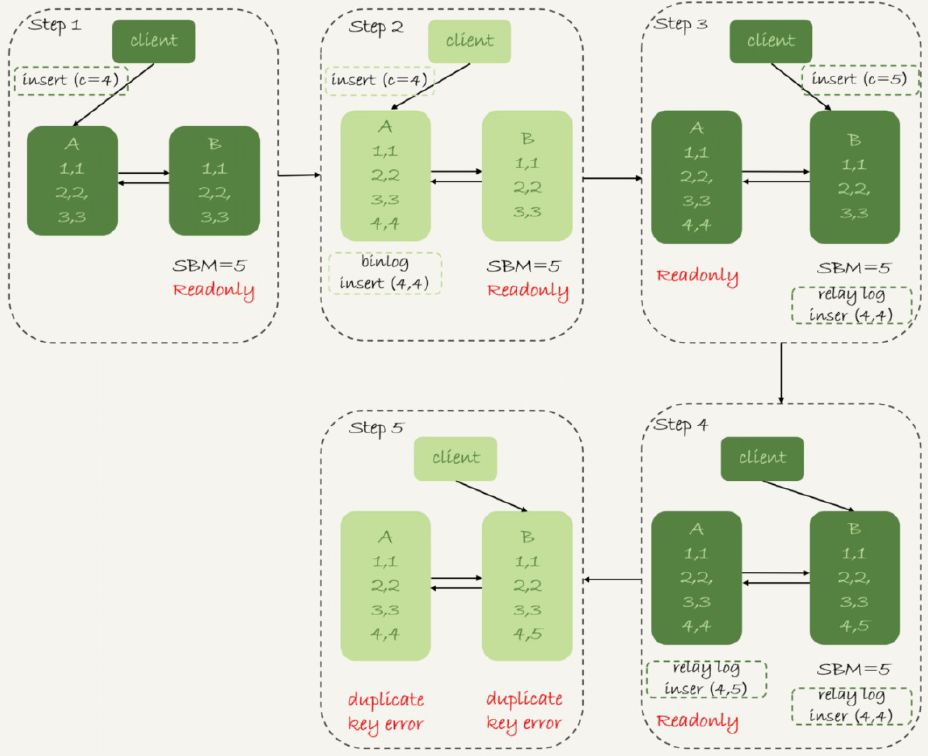 Step 1
client
insert (c=4)
A
1,1
2,2,
3,3
B
1,1
2,2,
3,3
SBM=5
Readonly
Step 2
client
insert (c=4)
A
1,1
2,2
3,3
4,4
B
1,1
2,2
3,3
binlog
insert (4,4)
SBM=5
Readonly
Step 3
client
insert (c=5)
A
1,1
2,2,
3,3
4,4
B
1,1
2,2,
3,3
Readonly
SBM=5
relay log
inser (4,4)
Step 4
client
A
1,1
2,2,
3,3
4,4
B
1,1
2,2,
3,3
4,5
relay log
inser (4,5)
Readonly
SBM=5
relay log
inser (4,4)
Step 5
client
A
1,1
2,2
3,3
4,4
B
1,1
2,2
3,3
4,5
duplicate
key error
duplicate
key error